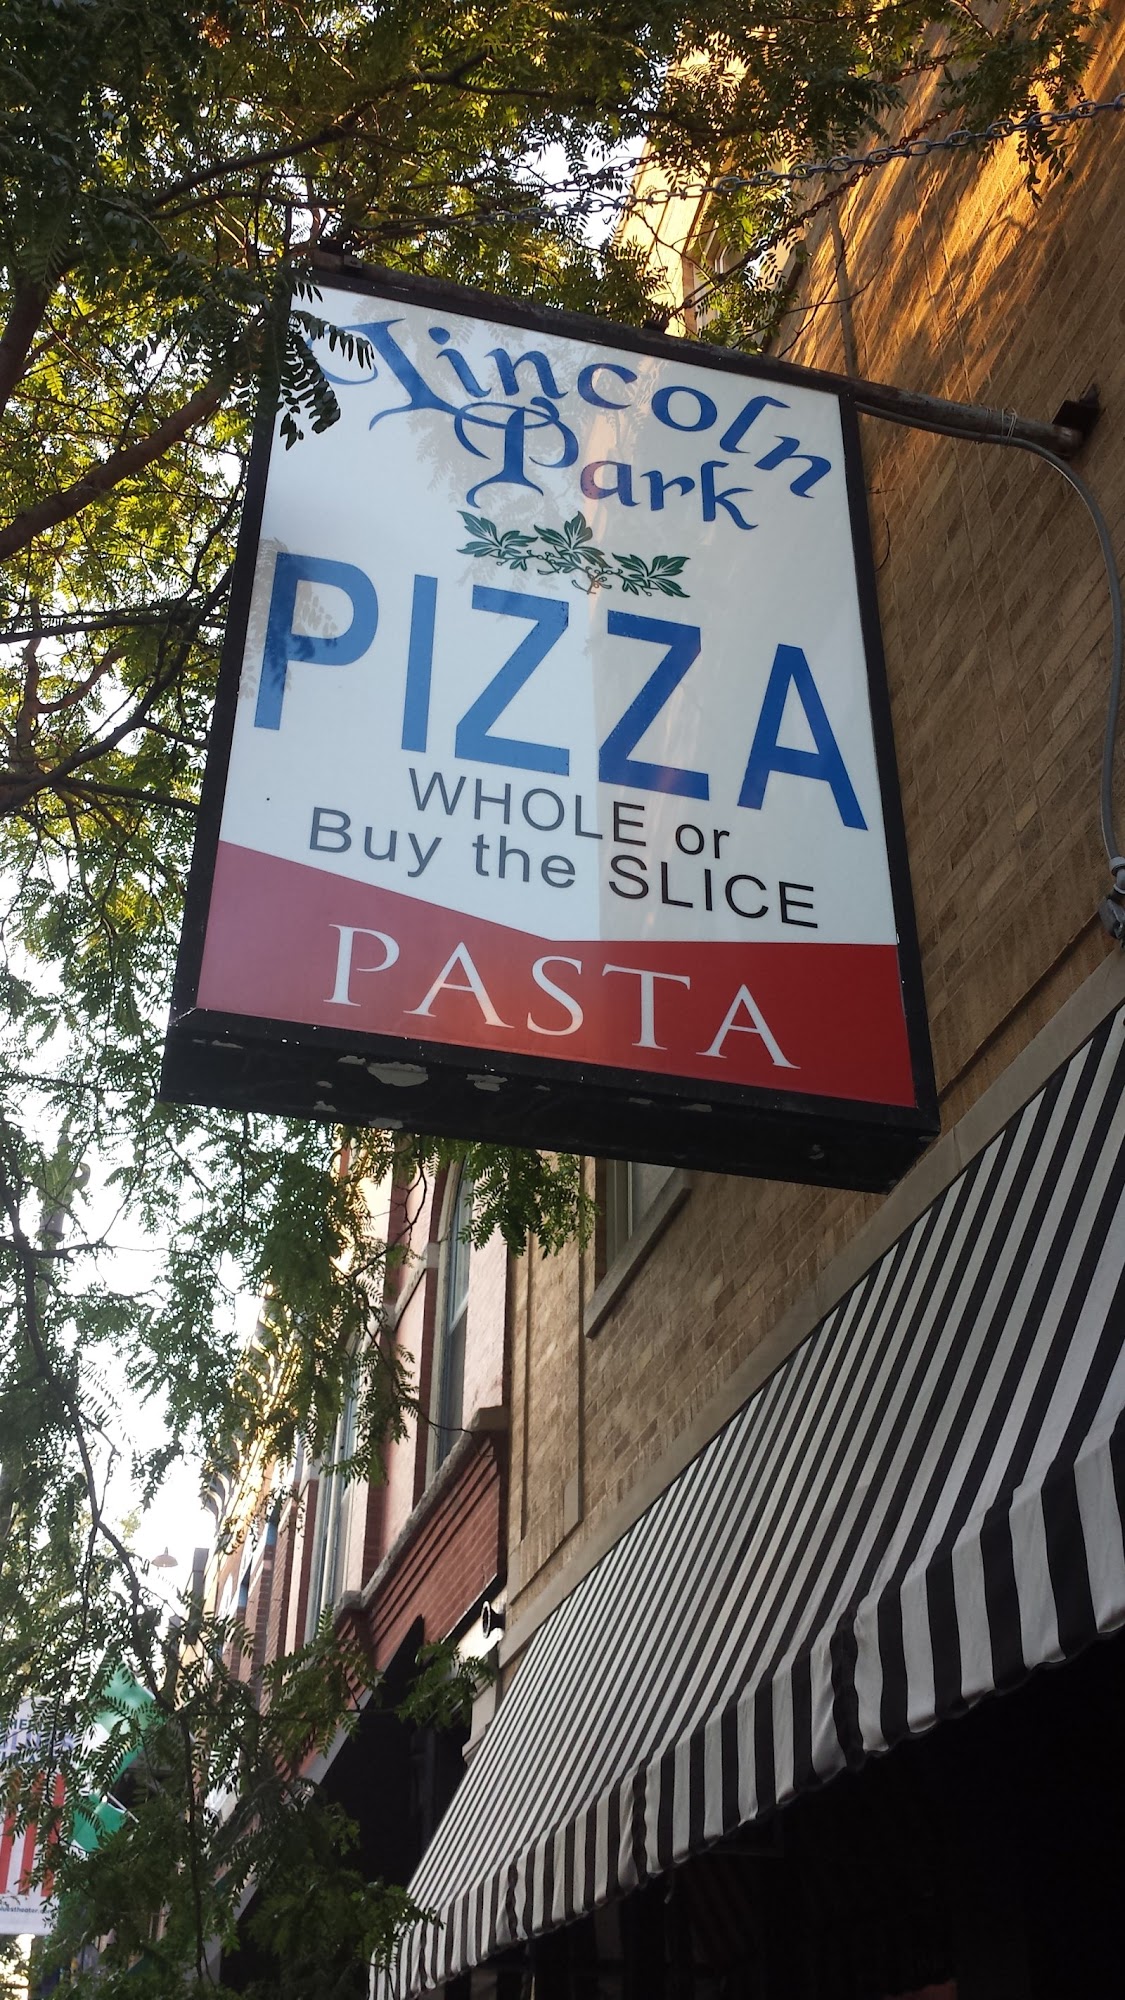 Lincoln
Park
PIZZA
WHOLE or
Buy the SLICE
PASTA